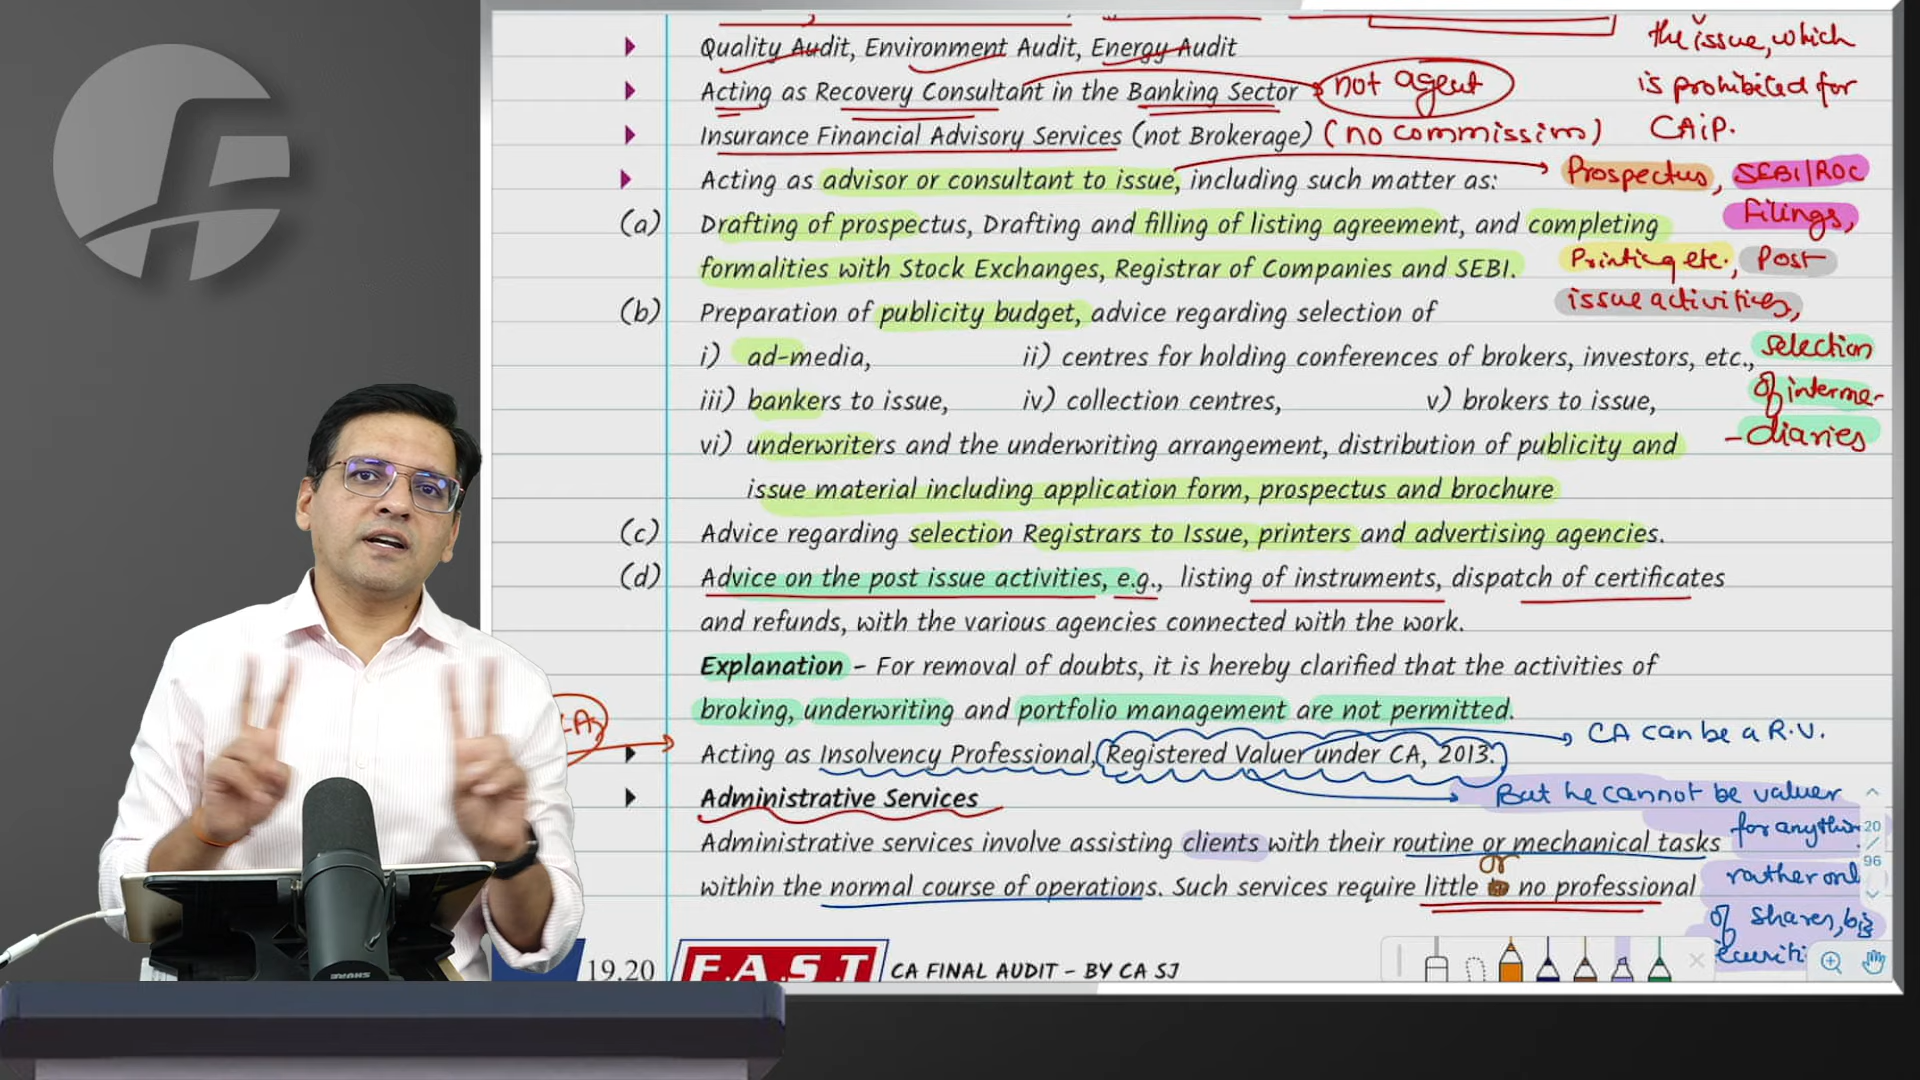 the issue, which
Quality Audit, Environment Audit, Energy Audit
is prohibited for
Acting as Recovery Consultant in the Banking Sector not agent
CAiP.
Insurance Financial Advisory Services (not Brokerage) (no commission)
Acting as advisor or consultant to issue, including such matter as: Prospectus, SEBI/ROC
Filings,
(a) Drafting of prospectus, Drafting and filling of listing agreement, and completing
formalities with Stock Exchanges, Registrar of Companies and SEBI. Printing etc., Post
issue activities,
(b) Preparation of publicity budget, advice regarding selection of
i) ad-media, ii) centres for holding conferences of brokers, investors, etc., selection
iii) bankers to issue, iv) collection centres, v) brokers to issue, of interme-
vi) underwriters and the underwriting arrangement, distribution of publicity and -diaries
issue material including application form, prospectus and brochure
(c) Advice regarding selection Registrars to Issue, printers and advertising agencies.
(d) Advice on the post issue activities, e.g., listing of instruments, dispatch of certificates
and refunds, with the various agencies connected with the work.
Explanation - For removal of doubts, it is hereby clarified that the activities of
broking, underwriting and portfolio management are not permitted.
CA can be a R.V.
Acting as Insolvency Professional, Registered Valuer under CA, 2013.
Administrative Services But he cannot be valuer
for
Administrative services involve assisting clients with their routine or mechanical tasks
or
within the normal course of operations. Such services require little no professional rather
of shares,
20
/
96
19.20 F.A.S.T CA FINAL AUDIT - BY CA SJ
SHURE